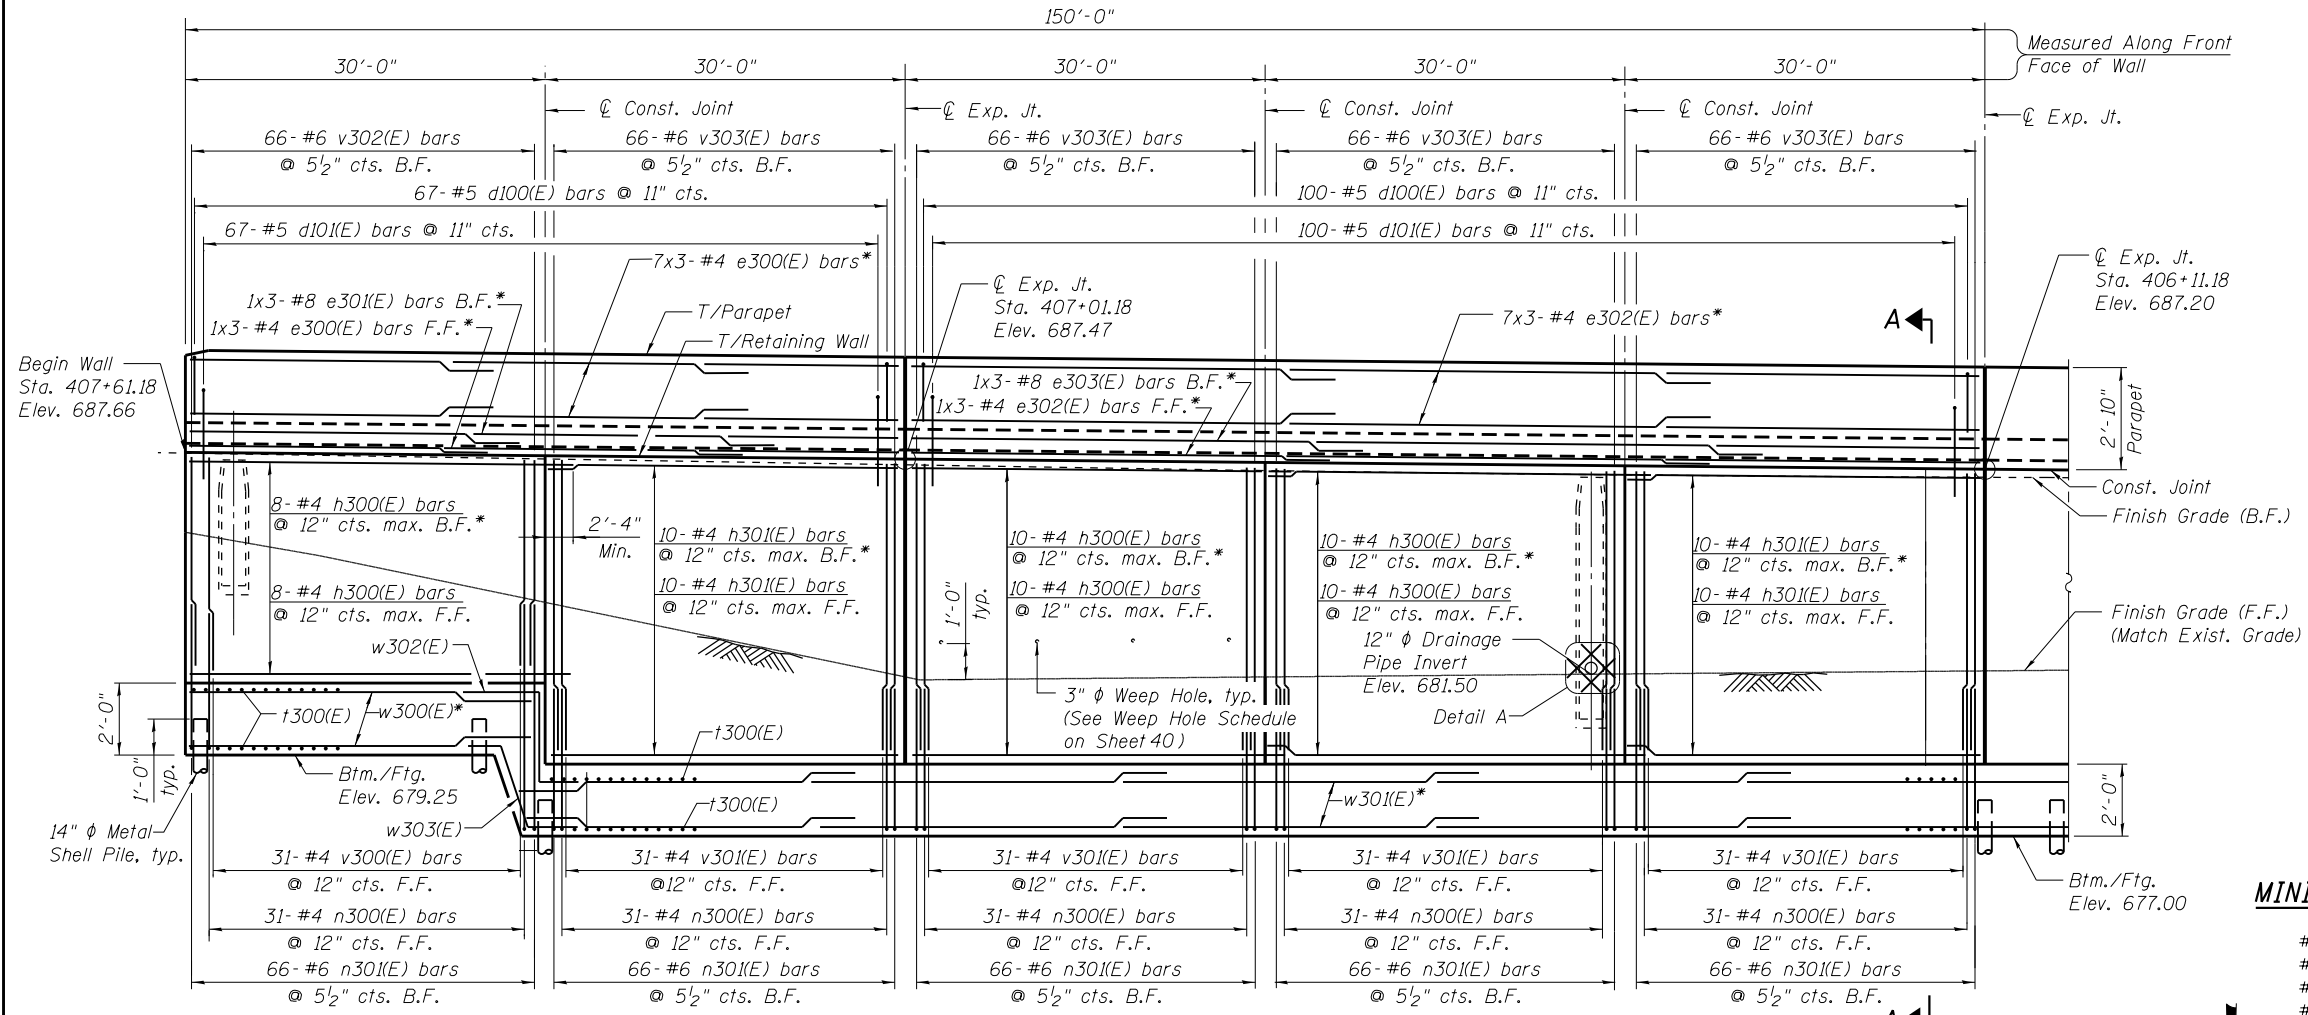 150'-0"
Measured Along Front
Face of Wall
30'-0"
30'-0"
30'-0"
30'-0"
30'-0"
℄ Const. Joint
℄ Exp. Jt.
℄ Const. Joint
℄ Const. Joint
℄ Exp. Jt.
66-#6 v302(E) bars
@ 5½" cts. B.F.
66-#6 v303(E) bars
@ 5½" cts. B.F.
66-#6 v303(E) bars
@ 5½" cts. B.F.
66-#6 v303(E) bars
@ 5½" cts. B.F.
66-#6 v303(E) bars
@ 5½" cts. B.F.
67-#5 d100(E) bars @ 11" cts.
100-#5 d100(E) bars @ 11" cts.
67-#5 d101(E) bars @ 11" cts.
100-#5 d101(E) bars @ 11" cts.
7x3-#4 e300(E) bars*
1x3-#8 e301(E) bars B.F.*
1x3-#4 e300(E) bars F.F.*
T/Parapet
T/Retaining Wall
℄ Exp. Jt.
Sta. 407+01.18
Elev. 687.47
7x3-#4 e302(E) bars*
A
℄ Exp. Jt.
Sta. 406+11.18
Elev. 687.20
Begin Wall
Sta. 407+61.18
Elev. 687.66
1x3-#8 e303(E) bars B.F.*
1x3-#4 e302(E) bars F.F.*
2'-10"
Parapet
Const. Joint
Finish Grade (B.F.)
8-#4 h300(E) bars
@ 12" cts. max. B.F.*
2'-4"
Min.
10-#4 h301(E) bars
@ 12" cts. max. B.F.*
10-#4 h300(E) bars
@ 12" cts. max. B.F.*
10-#4 h300(E) bars
@ 12" cts. max. B.F.*
10-#4 h301(E) bars
@ 12" cts. max. B.F.*
8-#4 h300(E) bars
@ 12" cts. max. F.F.
10-#4 h301(E) bars
@ 12" cts. max. F.F.
1'-0"
typ.
10-#4 h300(E) bars
@ 12" cts. max. F.F.
10-#4 h300(E) bars
@ 12" cts. max. F.F.
10-#4 h301(E) bars
@ 12" cts. max. F.F.
Finish Grade (F.F.)
(Match Exist. Grade)
w302(E)
12" ϕ Drainage
Pipe Invert
Elev. 681.50
Detail A
3" ϕ Weep Hole, typ.
(See Weep Hole Schedule
on Sheet 40)
2'-0"
t300(E)
w300(E)*
t300(E)
1'-0"
typ.
Btm./Ftg.
Elev. 679.25
t300(E)
w301(E)*
2'-0"
w303(E)
14" ϕ Metal
Shell Pile, typ.
31-#4 v300(E) bars
@ 12" cts. F.F.
31-#4 v301(E) bars
@12" cts. F.F.
31-#4 v301(E) bars
@12" cts. F.F.
31-#4 v301(E) bars
@ 12" cts. F.F.
31-#4 v301(E) bars
@ 12" cts. F.F.
Btm./Ftg.
Elev. 677.00
MINI
31-#4 n300(E) bars
@ 12" cts. F.F.
31-#4 n300(E) bars
@ 12" cts. F.F.
31-#4 n300(E) bars
@ 12" cts. F.F.
31-#4 n300(E) bars
@ 12" cts. F.F.
31-#4 n300(E) bars
@ 12" cts. F.F.
#
#
#
#
66-#6 n301(E) bars
@ 5½" cts. B.F.
66-#6 n301(E) bars
@ 5½" cts. B.F.
66-#6 n301(E) bars
@ 5½" cts. B.F.
66-#6 n301(E) bars
@ 5½" cts. B.F.
66-#6 n301(E) bars
@ 5½" cts. B.F.